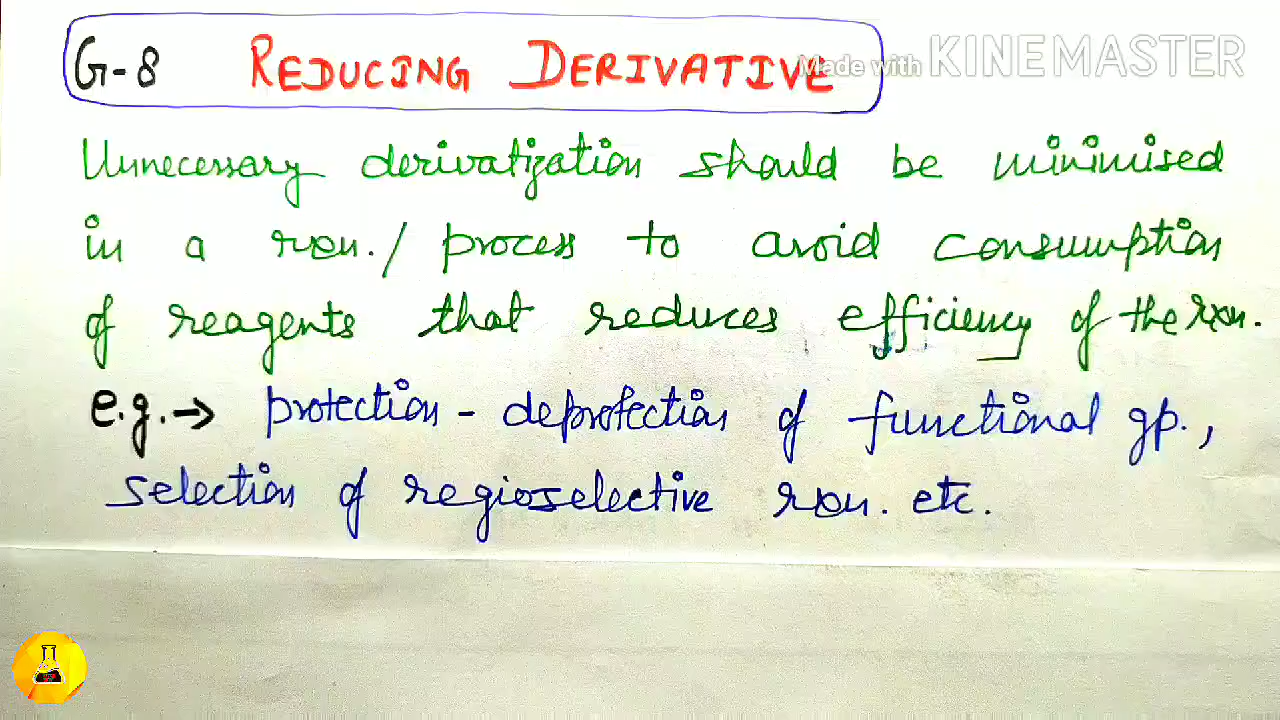 G-8 REDUCING DERIVATIVE
Made with KINEMASTER
Unnecessary derivatization should be minimised
in a rxn. / process to avoid consumption
of reagents that reduces efficiency of the rxn.
e.g. → protection - deprotection of functional gp.,
selection of regioselective rxn. etc.